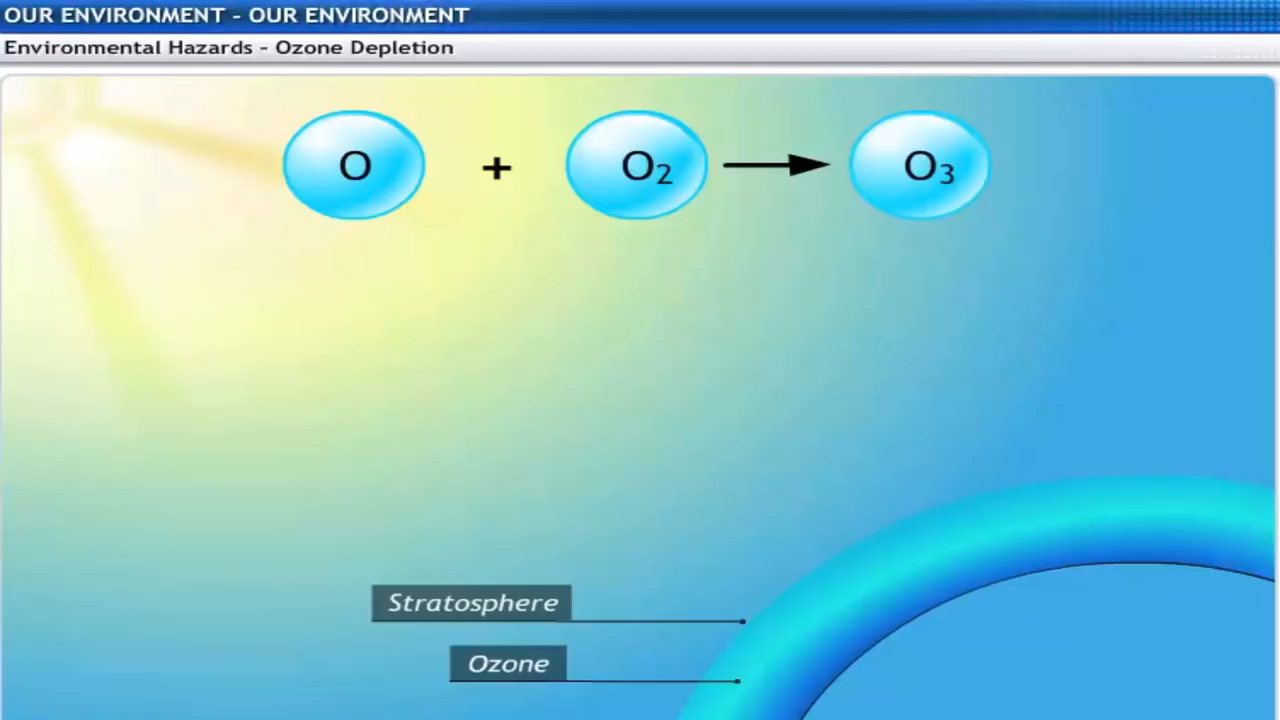 OUR ENVIRONMENT - OUR ENVIRONMENT
Environmental Hazards - Ozone Depletion
O + O₂ → O₃
Stratosphere
Ozone